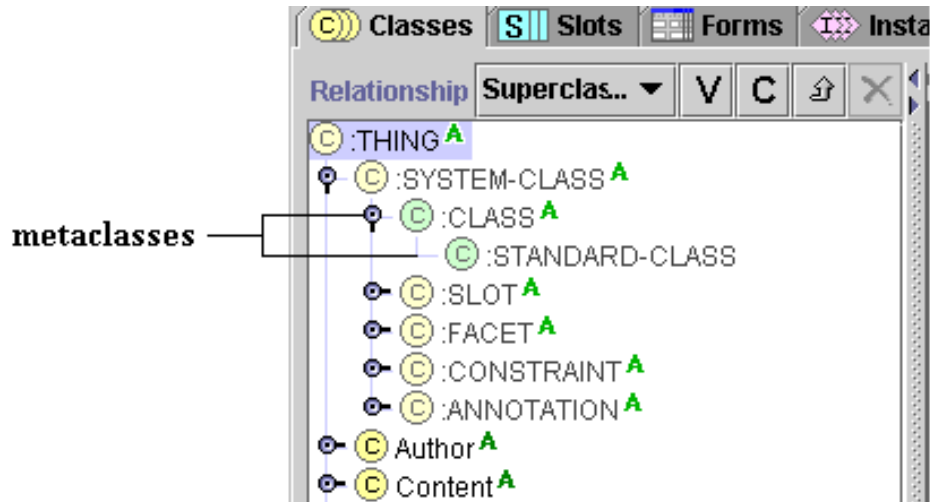 Classes S Slots Forms I Insta
Relationship Superclas... V C
C :THING A
C :SYSTEM-CLASS A
metaclasses C :CLASS A
C :STANDARD-CLASS
C :SLOT A
C :FACET A
C :CONSTRAINT A
C :ANNOTATION A
C Author A
C Content A